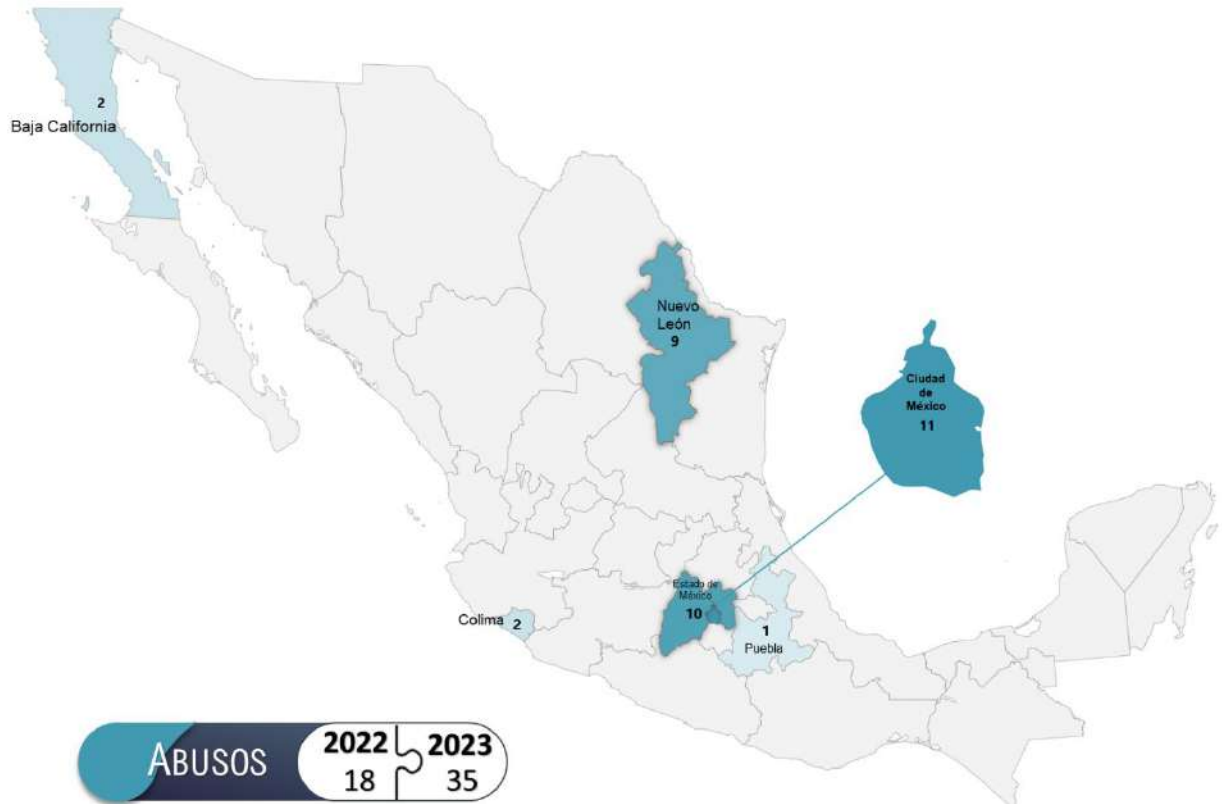 2
Baja California
Nuevo
León
9
Ciudad
de
México
11
Estado de
México
10
Colima 2
1
Puebla
ABUSOS
2022 2023
18 35